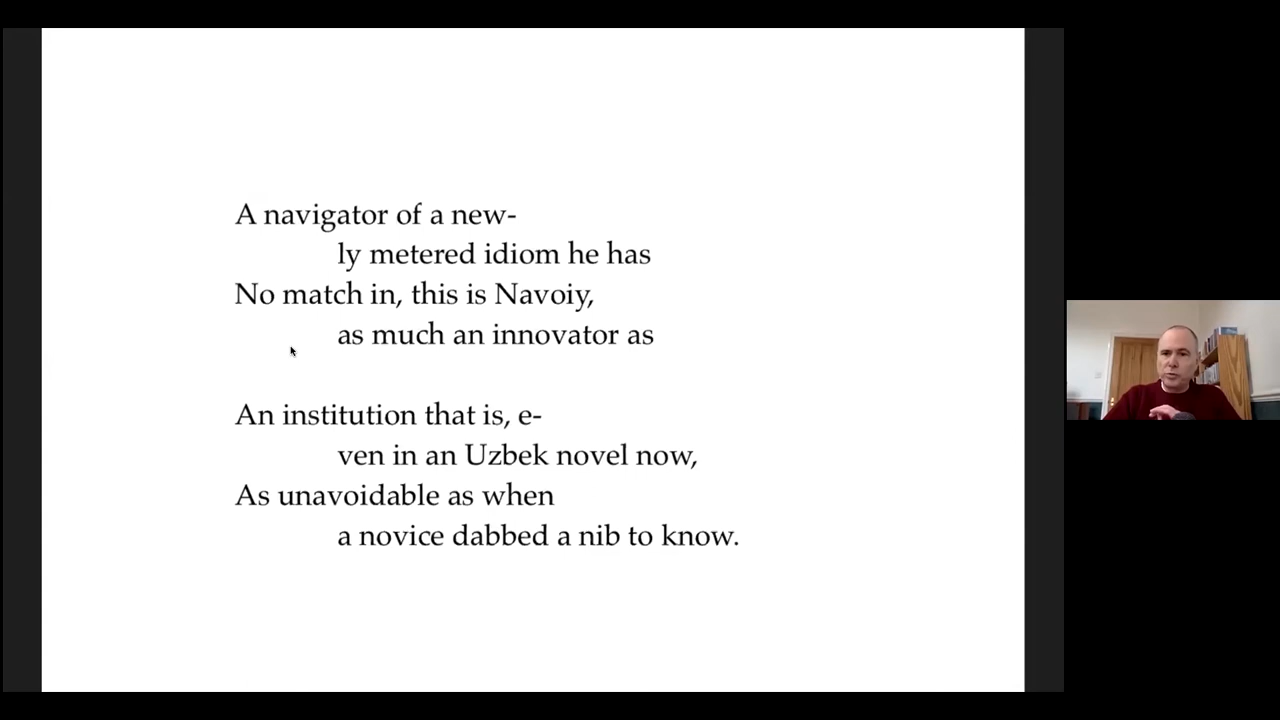 A navigator of a new-
ly metered idiom he has
No match in, this is Navoiy,
as much an innovator as
An institution that is, e-
ven in an Uzbek novel now,
As unavoidable as when
a novice dabbed a nib to know.